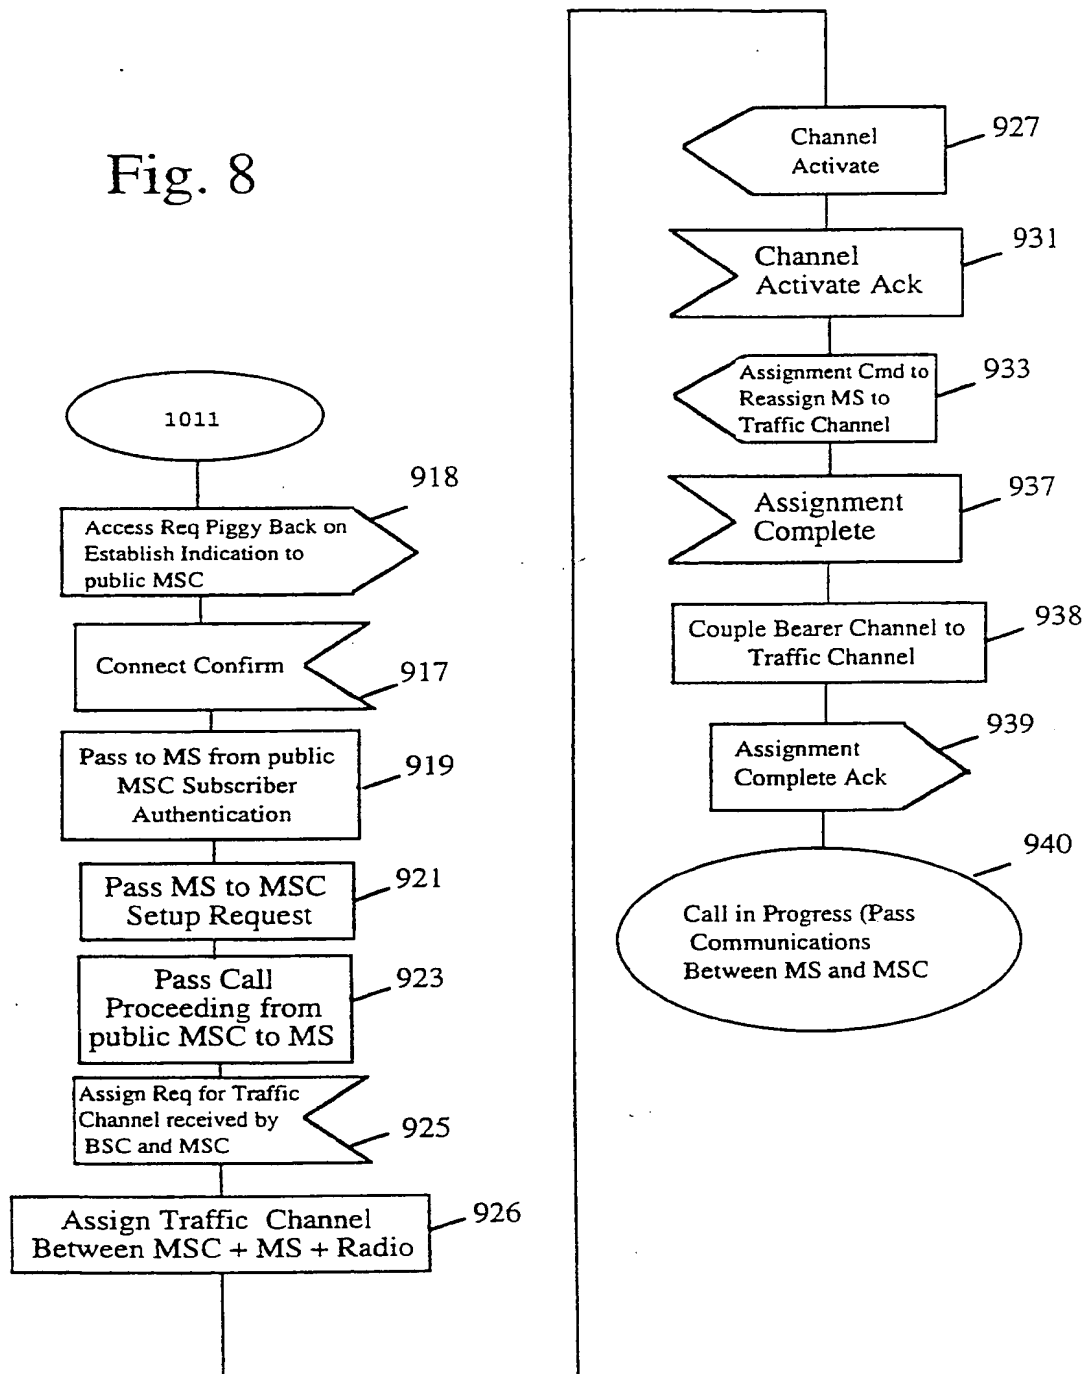 Fig. 8
1011
918
Access Req Piggy Back on
Establish Indication to
public MSC
Connect Confirm
917
Pass to MS from public
MSC Subscriber
Authentication
919
Pass MS to MSC
Setup Request
921
Pass Call
Proceeding from
public MSC to MS
923
Assign Req for Traffic
Channel received by
BSC and MSC
925
Assign Traffic Channel
Between MSC + MS + Radio
926
Channel
Activate
927
Channel
Activate Ack
931
Assignment Cmd to
Reassign MS to
Traffic Channel
933
Assignment
Complete
937
Couple Bearer Channel to
Traffic Channel
938
Assignment
Complete Ack
939
940
Call in Progress (Pass
Communications
Between MS and MSC